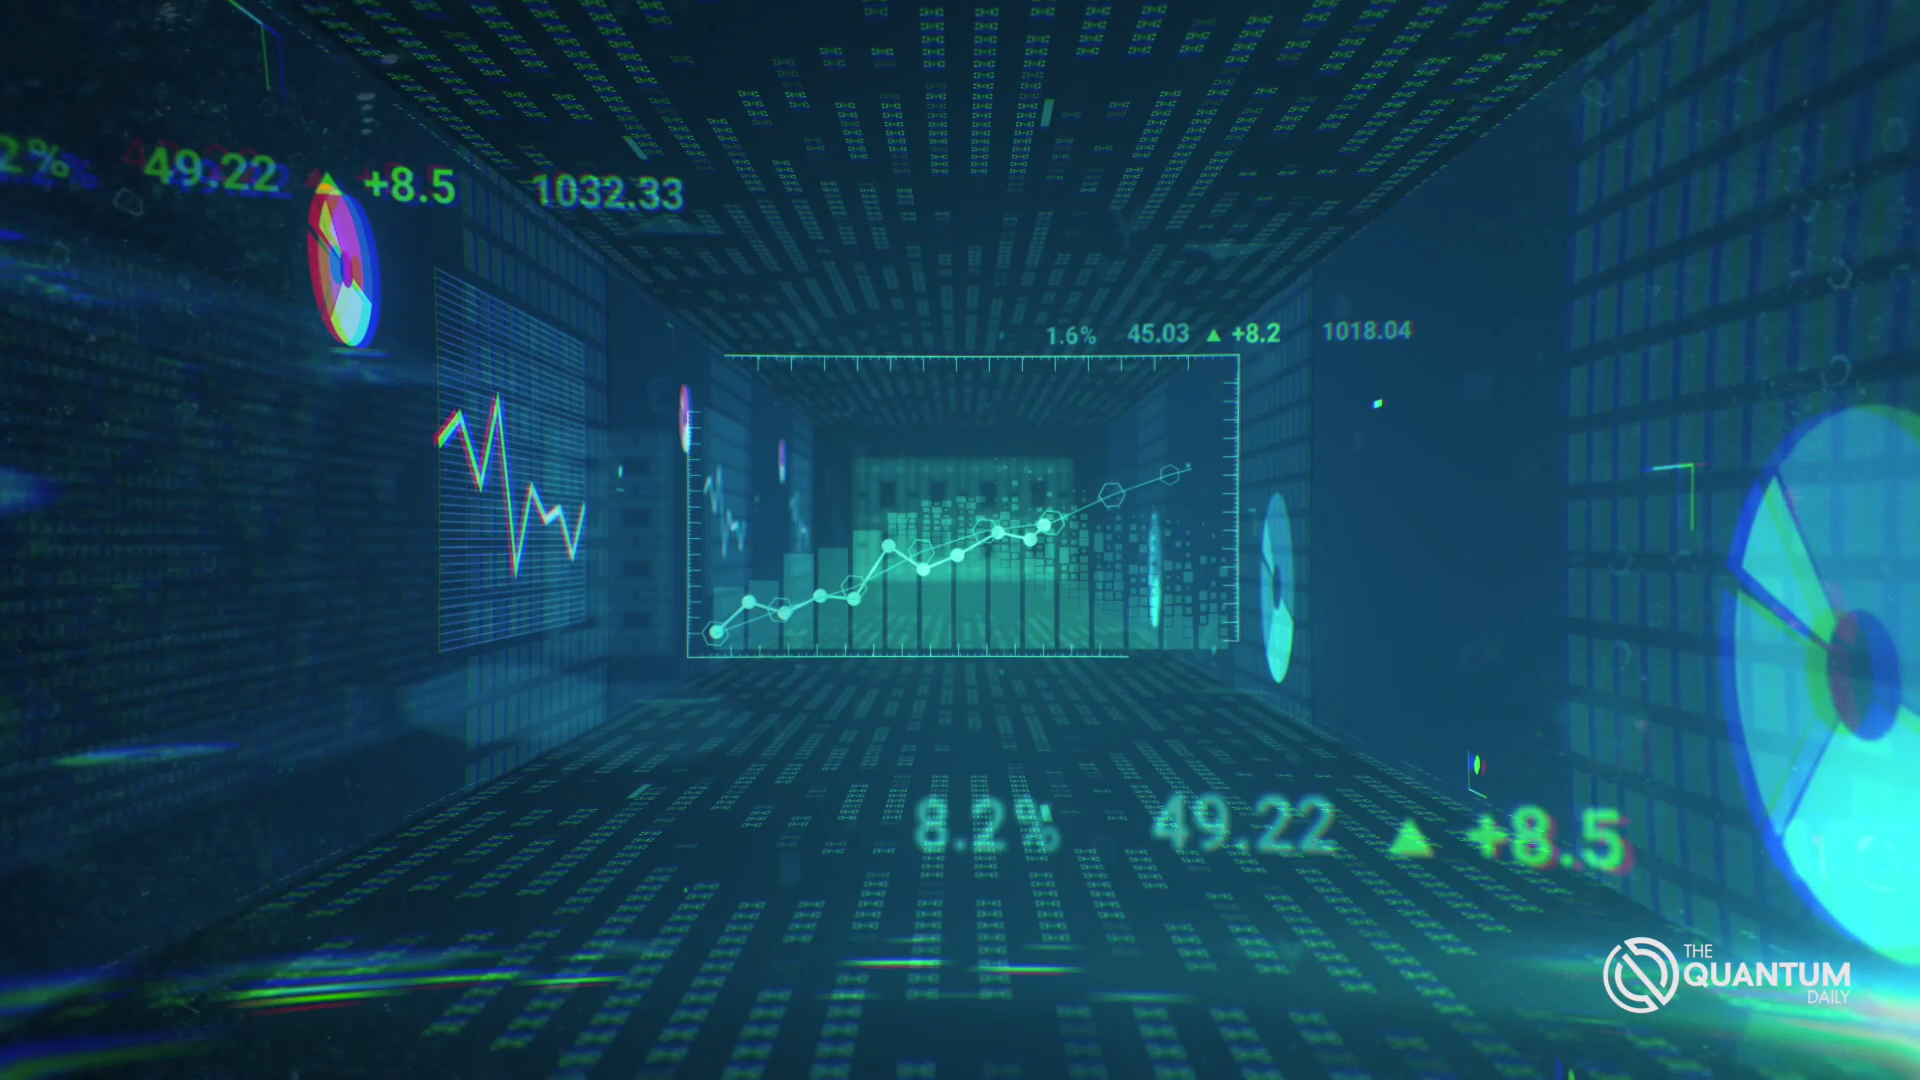 2% 49.22 ▲ +8.5 1032.33
1.6% 45.03 ▲ +8.2 1018.04
8.2% 49.22 ▲ +8.5
THE
QUANTUM
DAILY